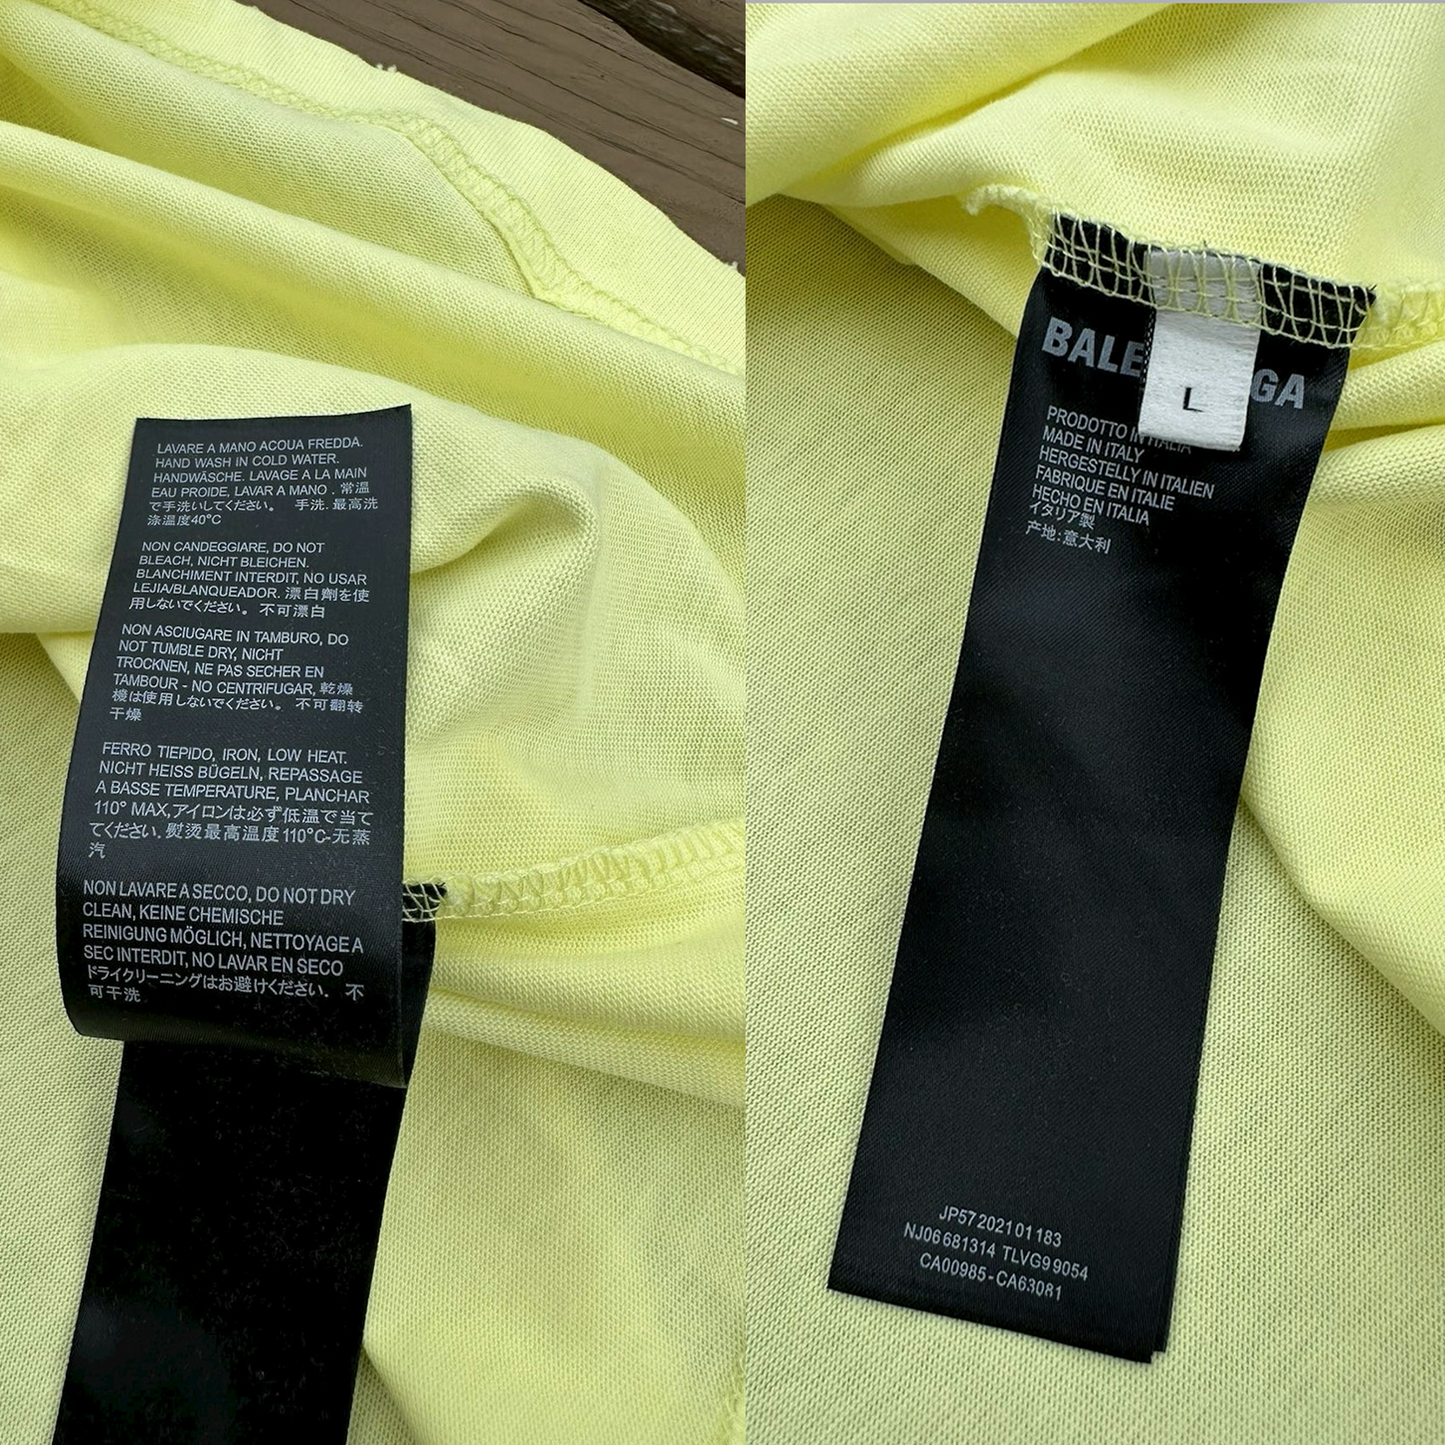 LAVARE A MANO ACOUA FREDDA.
HAND WASH IN COLD WATER.
HANDWÄSCHE. LAVAGE A LA MAIN
EAU PROIDE, LAVAR A MANO . 常温
で手洗いしてください。 手洗. 最高洗
涤温度40°C
NON CANDEGGIARE, DO NOT
BLEACH, NICHT BLEICHEN.
BLANCHIMENT INTERDIT, NO USAR
LEJIA/BLANQUEADOR. 漂白劑を使
用しないでください。 不可漂白
NON ASCIUGARE IN TAMBURO, DO
NOT TUMBLE DRY, NICHT
TROCKNEN, NE PAS SECHER EN
TAMBOUR - NO CENTRIFUGAR, 乾燥
機は使用しないでください。 不可翻转
干燥
FERRO TIEPIDO, IRON, LOW HEAT.
NICHT HEISS BÜGELN, REPASSAGE
A BASSE TEMPERATURE, PLANCHAR
110° MAX,アイロンは必ず低温で当て
てください. 熨烫最高温度110°C-无蒸
汽
NON LAVARE A SECCO, DO NOT DRY
CLEAN, KEINE CHEMISCHE
REINIGUNG MÖGLICH, NETTOYAGE A
SEC INTERDIT, NO LAVAR EN SECO
ドライクリーニングはお避けください. 不
可干洗
BALE GA
L
PRODOTTO IN ITALIA
MADE IN ITALY
HERGESTELLY IN ITALIEN
FABRIQUE EN ITALIE
HECHO EN ITALIA
イタリア製
产地:意大利
JP57202101183
NJ06681314 TLVG99054
CA00985-CA63081